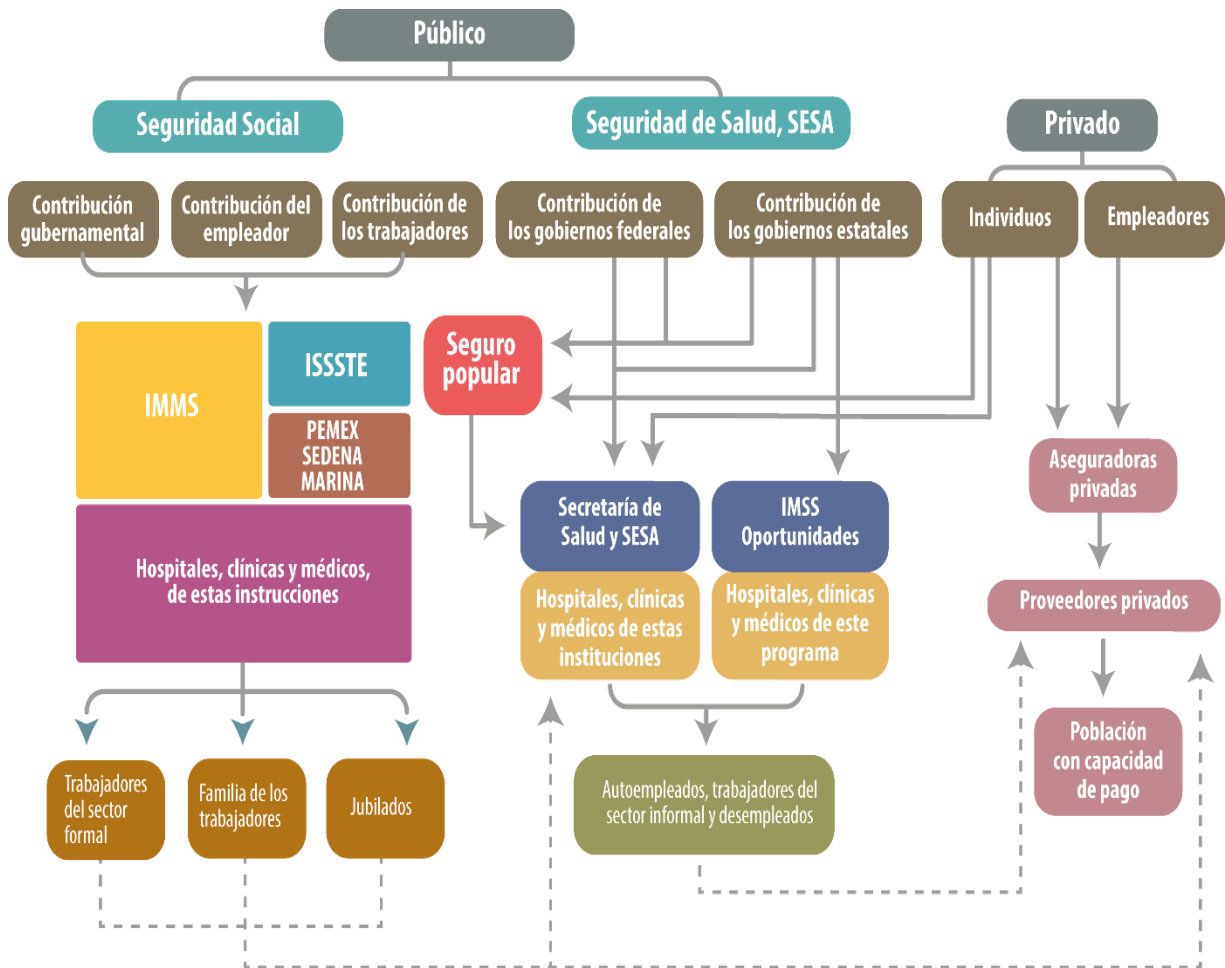 Público
Seguridad Social
Seguridad de Salud, SESA
Privado
Contribución
gubernamental
Contribución del
empleador
Contribución de
los trabajadores
Contribución de
los gobiernos federales
Contribución de
los gobiernos estatales
Individuos
Empleadores
IMMS
ISSSTE
PEMEX
SEDENA
MARINA
Seguro
popular
Hospitales, clínicas y médicos,
de estas instrucciones
Secretaría de
Salud y SESA
IMSS
Oportunidades
Hospitales, clínicas
y médicos de estas
instituciones
Hospitales, clínicas
y médicos de este
programa
Aseguradoras
privadas
Proveedores privados
Población
con capacidad
de pago
Trabajadores
del sector
formal
Familia de los
trabajadores
Jubilados
Autoempleados, trabajadores del
sector informal y desempleados